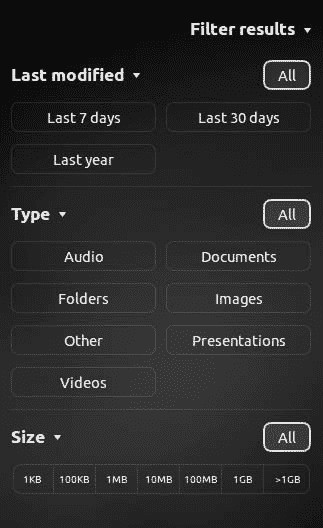 Filter results
Last modified All
Last 7 days Last 30 days
Last year
Type All
Audio Documents
Folders Images
Other Presentations
Videos
Size All
1KB 100KB 1MB 10MB 100MB 1GB >1GB